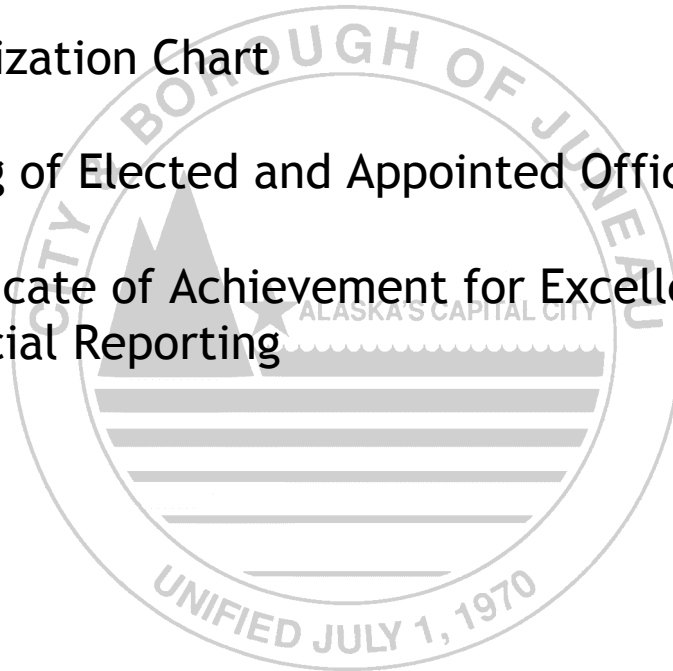 ization Chart
g of Elected and Appointed Offic
icate of Achievement for Excelle
cial Reporting
CITY & BOROUGH OF JUNEAU
ALASKA'S CAPITAL CITY
UNIFIED JULY 1, 1970